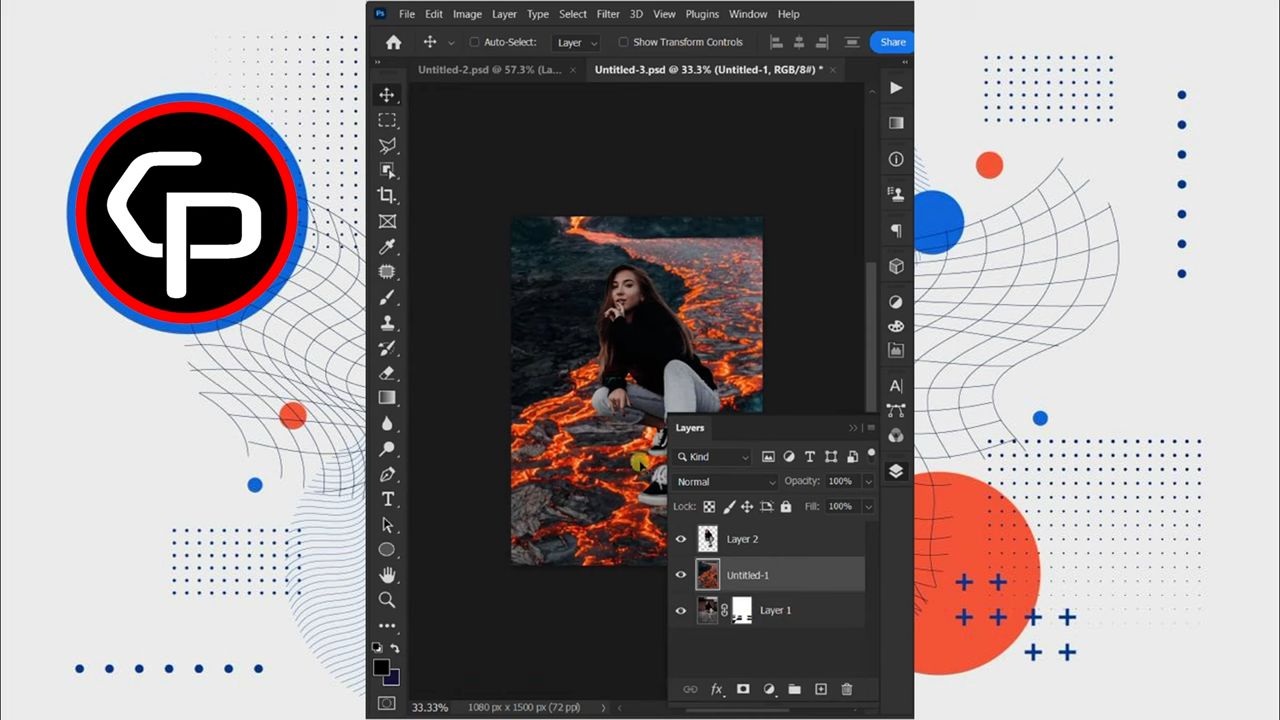 Ps File Edit Image Layer Type Select Filter 3D View Plugins Window Help
Auto-Select: Layer Show Transform Controls Share
Untitled-2.psd @ 57.3% (La... × Untitled-3.psd @ 33.3% (Untitled-1, RGB/8#) * ×
CP
Layers
Kind
Normal Opacity: 100%
Lock: Fill: 100%
Layer 2
Untitled-1
Layer 1
fx
33.33% 1080 px x 1500 px (72 ppi)